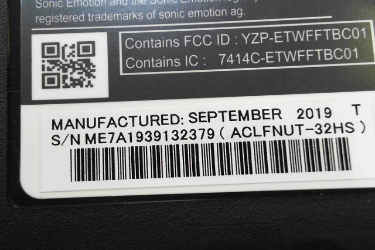 Sonic Emotion and the Sonic Emotion
registered trademarks of sonic emotion ag.
Contains FCC ID : YZP-ETWFFTBC01
Contains IC : 7414C-ETWFFTBC01
MANUFACTURED: SEPTEMBER 2019 T
S/N ME7A1939132379 ( ACLFNUT-32HS )